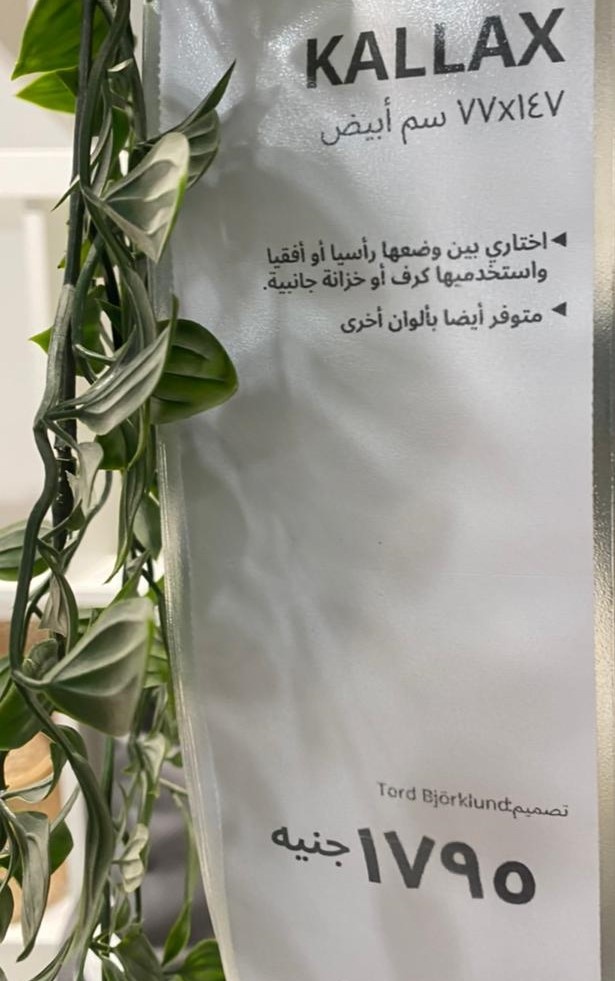 KALLAX
٧٧x١٤٧ سم أبيض
◀اختاري بين وضعها رأسيا أو أفقيا
واستخدميها كرف أو خزانة جانبية.
◀ متوفر أيضا بألوان أخرى
تصميم:Tord Björklund
١٧٩٥ جنيه